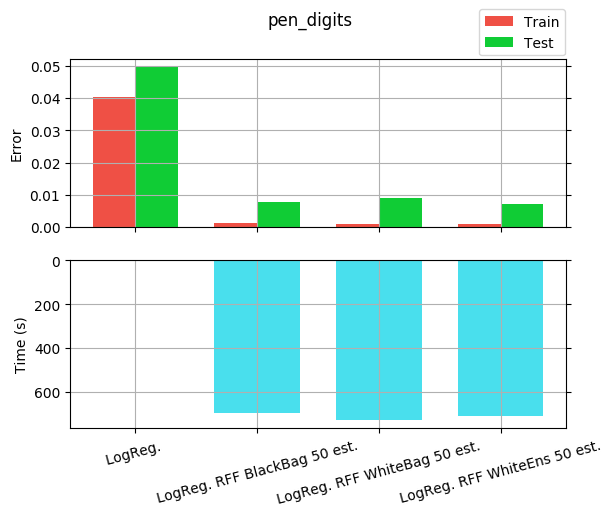 pen_digits
Train
Test
0.05
0.04
0.03
0.02
0.01
0.00
Error
0
200
400
600
Time (s)
LogReg.
LogReg. RFF BlackBag 50 est.
LogReg. RFF WhiteBag 50 est.
LogReg. RFF WhiteEns 50 est.